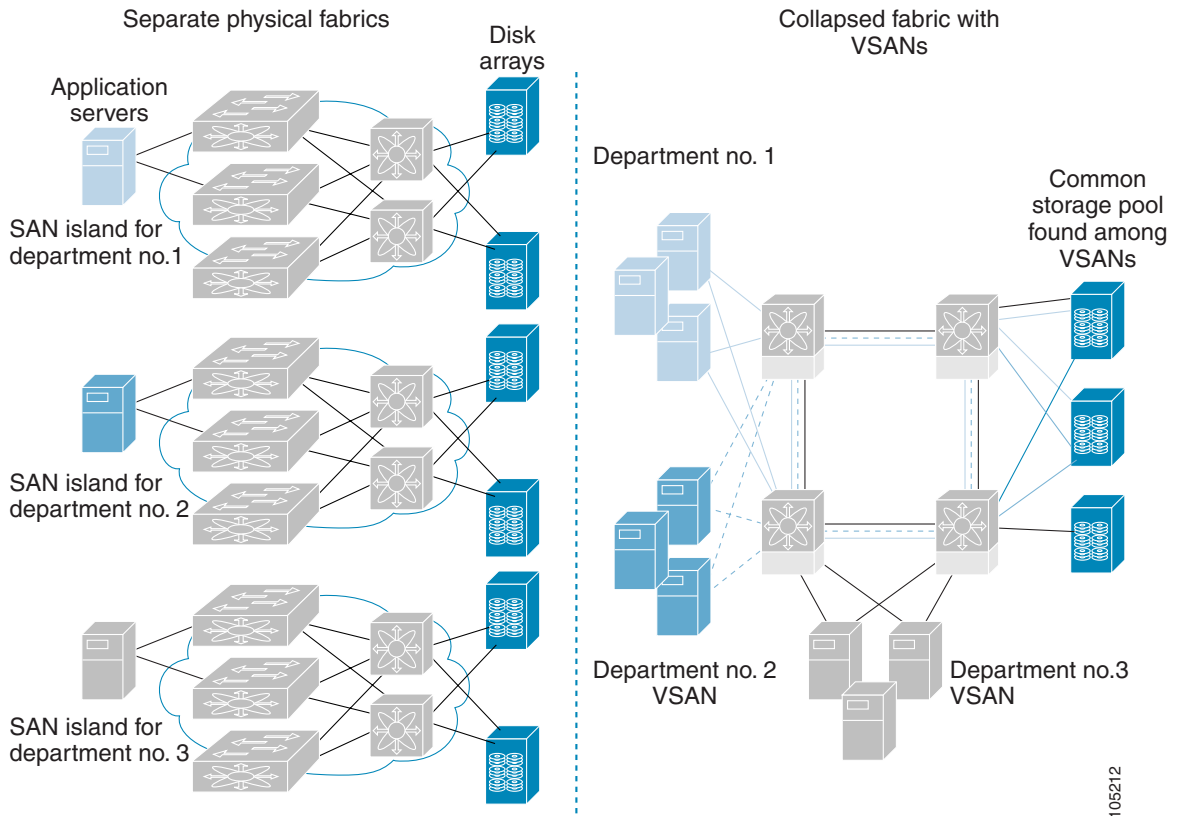 Separate physical fabrics
Disk
arrays
Application
servers
SAN island for
department no.1
SAN island for
department no. 2
SAN island for
department no. 3
Collapsed fabric with
VSANs
Department no. 1
Common
storage pool
found among
VSANs
Department no. 2
VSAN
Department no.3
VSAN
105212